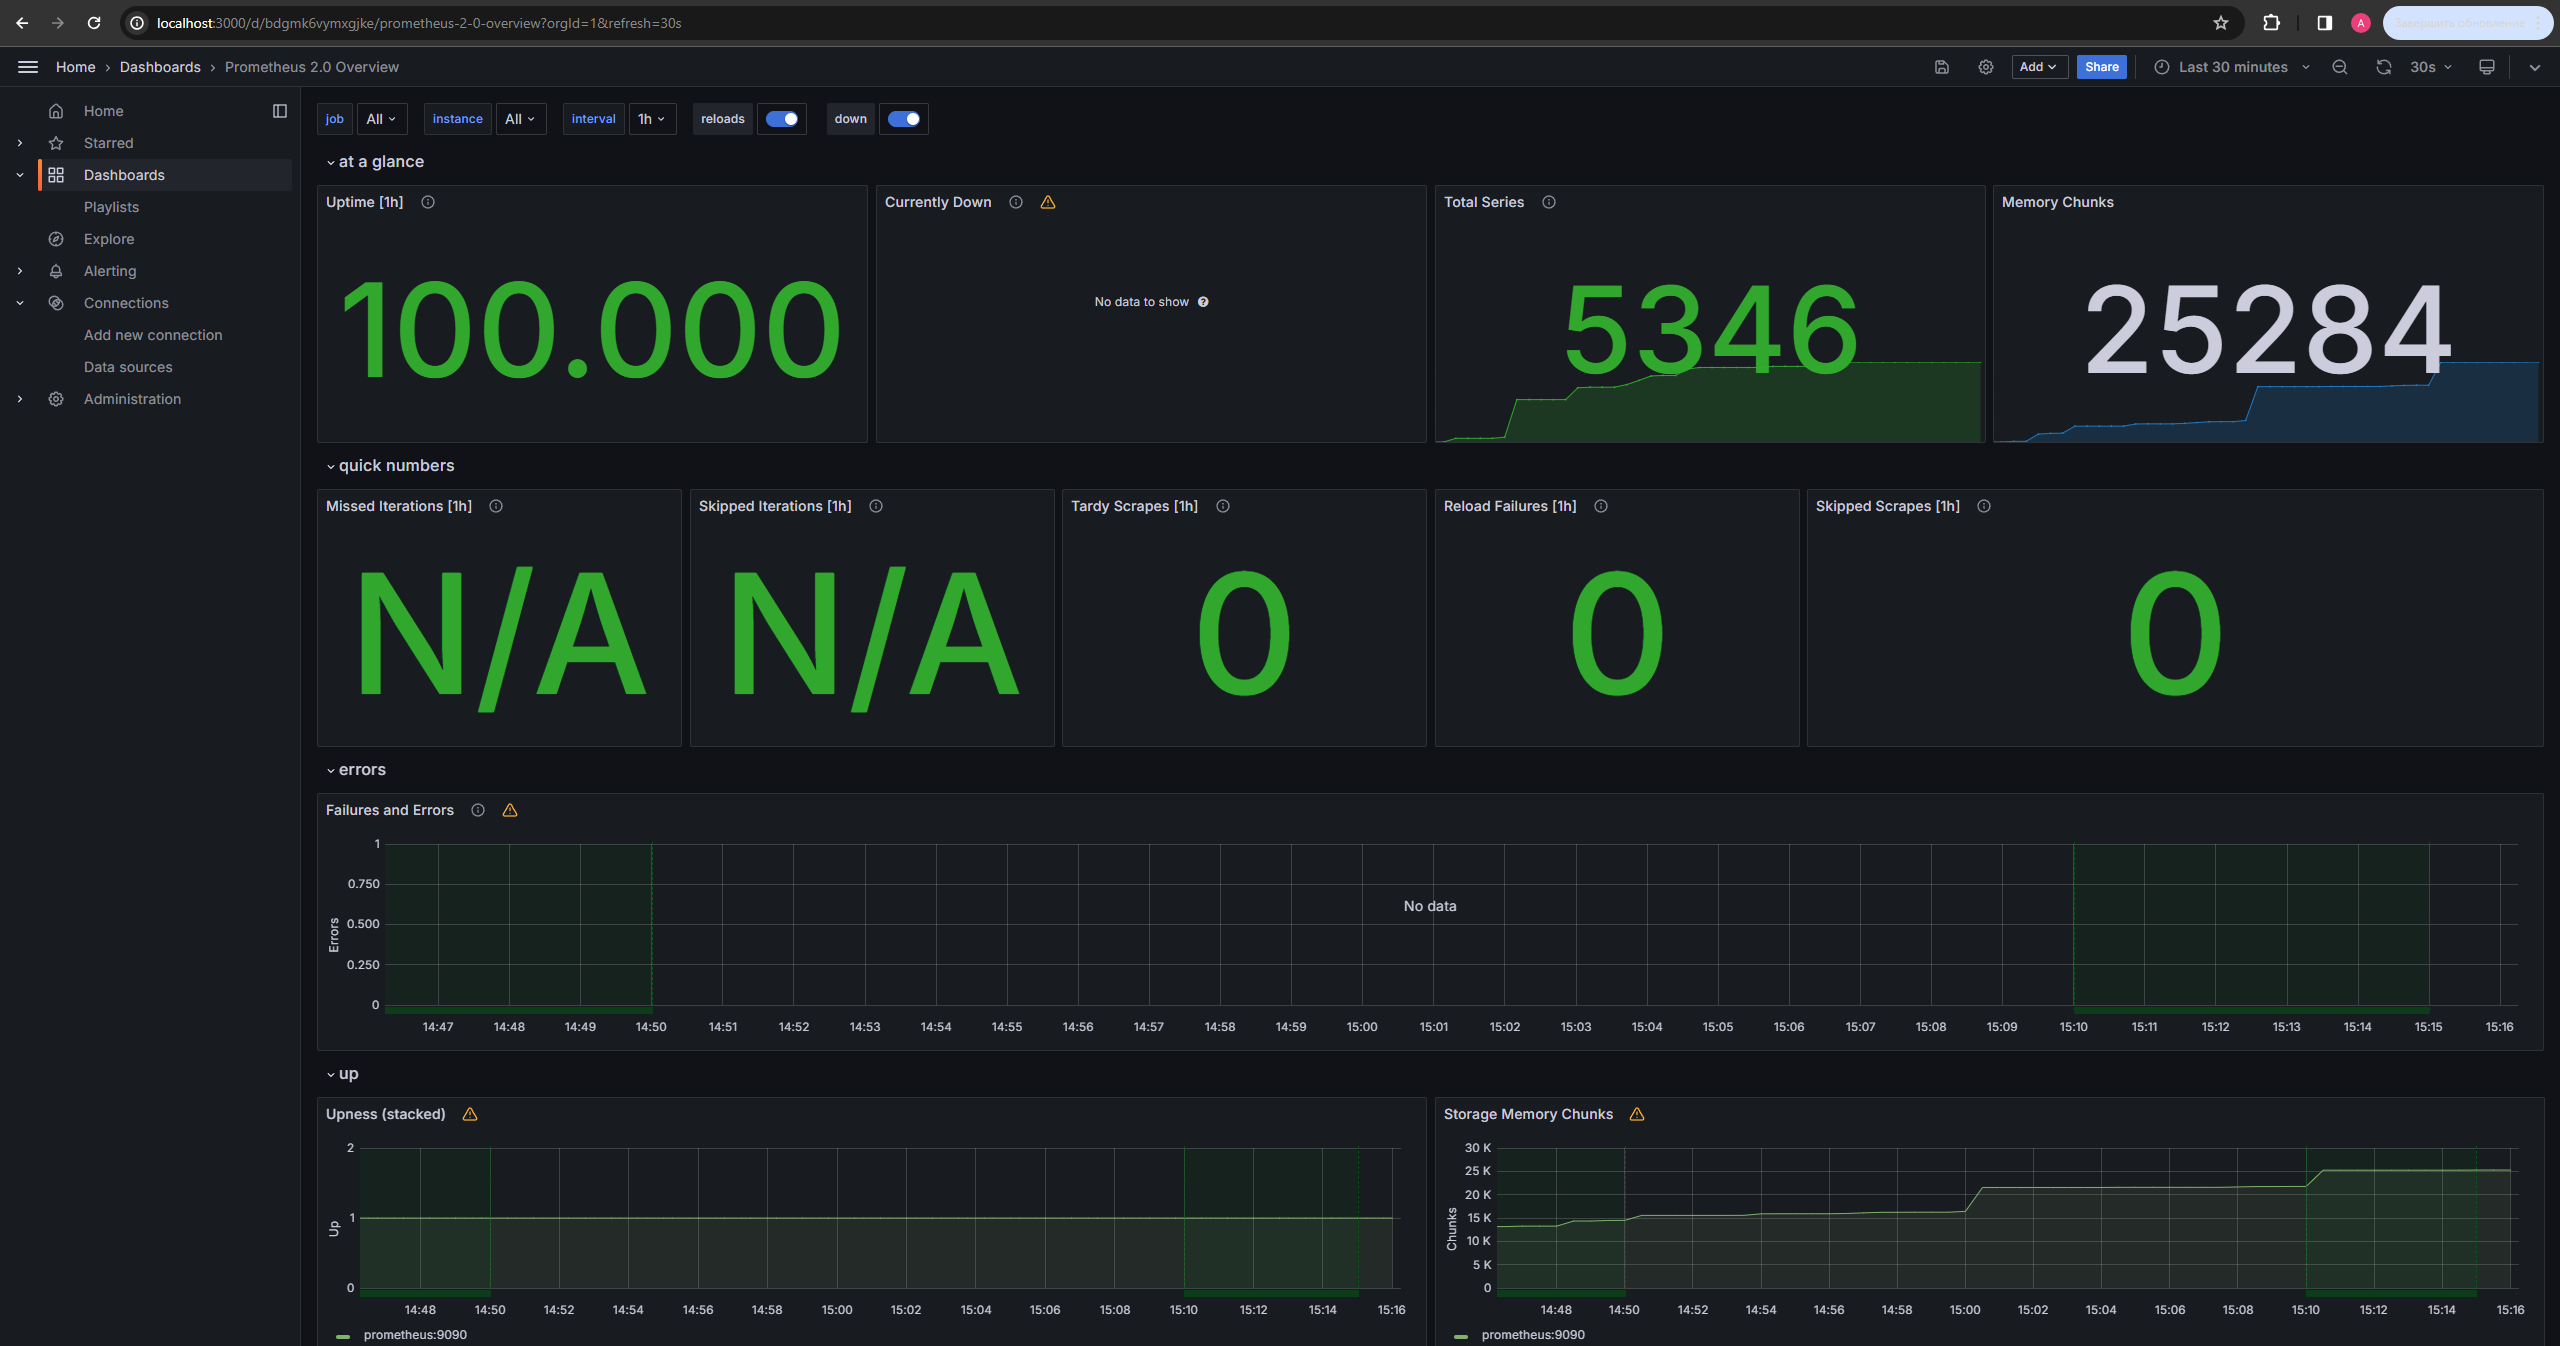 localhost:3000/d/bdgmk6vymxgjke/prometheus-2-0-overview?orgId=1&refresh=30s
A
Завершить обновление
Home › Dashboards › Prometheus 2.0 Overview
Add
Share
Last 30 minutes
30s
Home
Starred
Dashboards
Playlists
Explore
Alerting
Connections
Add new connection
Data sources
Administration
job All instance All interval 1h reloads down
at a glance
Uptime [1h]
100.000
Currently Down
No data to show
Total Series
5346
Memory Chunks
25284
quick numbers
Missed Iterations [1h]
N/A
Skipped Iterations [1h]
N/A
Tardy Scrapes [1h]
0
Reload Failures [1h]
0
Skipped Scrapes [1h]
0
errors
Failures and Errors
Errors
1
0.750
0.500
0.250
0
No data
14:47 14:48 14:49 14:50 14:51 14:52 14:53 14:54 14:55 14:56 14:57 14:58 14:59 15:00 15:01 15:02 15:03 15:04 15:05 15:06 15:07 15:08 15:09 15:10 15:11 15:12 15:13 15:14 15:15 15:16
up
Upness (stacked)
Up
2
1
0
14:48 14:50 14:52 14:54 14:56 14:58 15:00 15:02 15:04 15:06 15:08 15:10 15:12 15:14 15:16
prometheus:9090
Storage Memory Chunks
Chunks
30 K
25 K
20 K
15 K
10 K
5 K
0
14:48 14:50 14:52 14:54 14:56 14:58 15:00 15:02 15:04 15:06 15:08 15:10 15:12 15:14 15:16
prometheus:9090